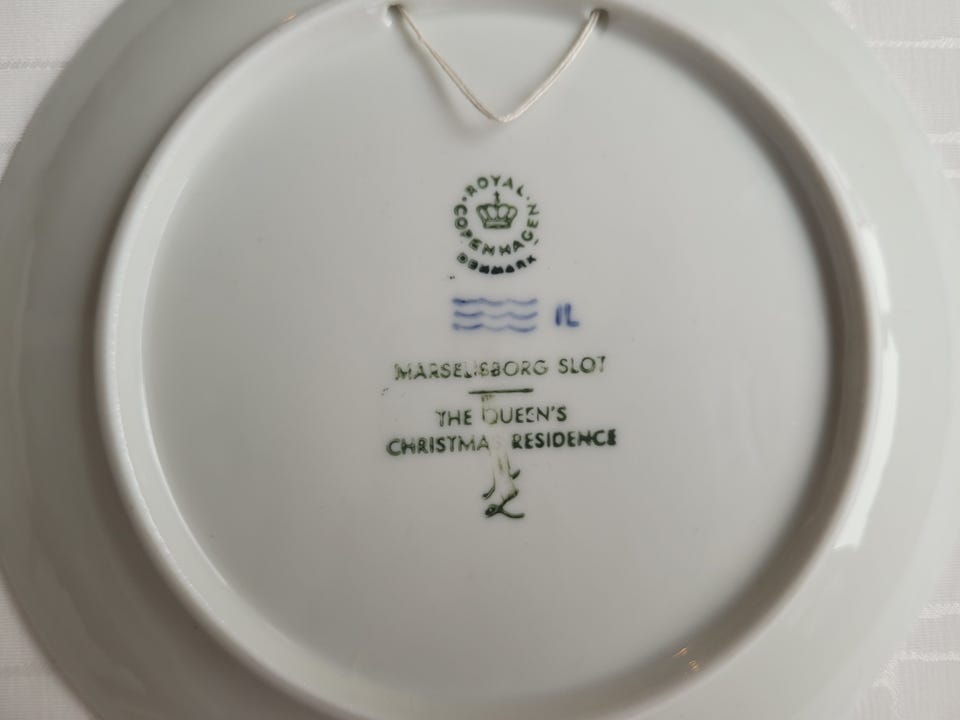 ROYAL
COPENHAGEN
DENMARK
IL
MARSELISBORG SLOT
THE QUEEN'S
CHRISTMAS RESIDENCE